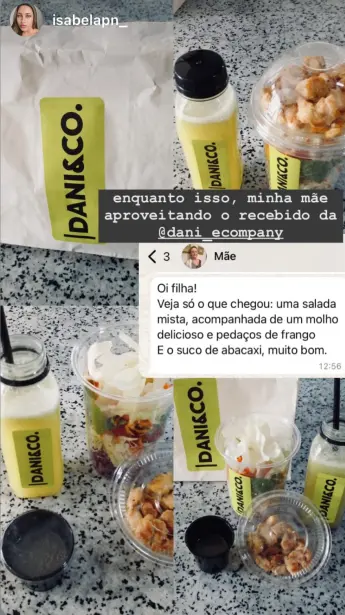 isabelapn_
DANI&CO.
DANI&CO.
DANI&CO.
enquanto isso, minha mãe
aproveitando o recebido da
@dani_ecompany
3 Mãe
Oi filha!
Veja só o que chegou: uma salada
mista, acompanhada de um molho
delicioso e pedaços de frango
E o suco de abacaxi, muito bom.
12:56
DANI&CO.
DANI&CO.
DANI&CO.
DANI&CO.